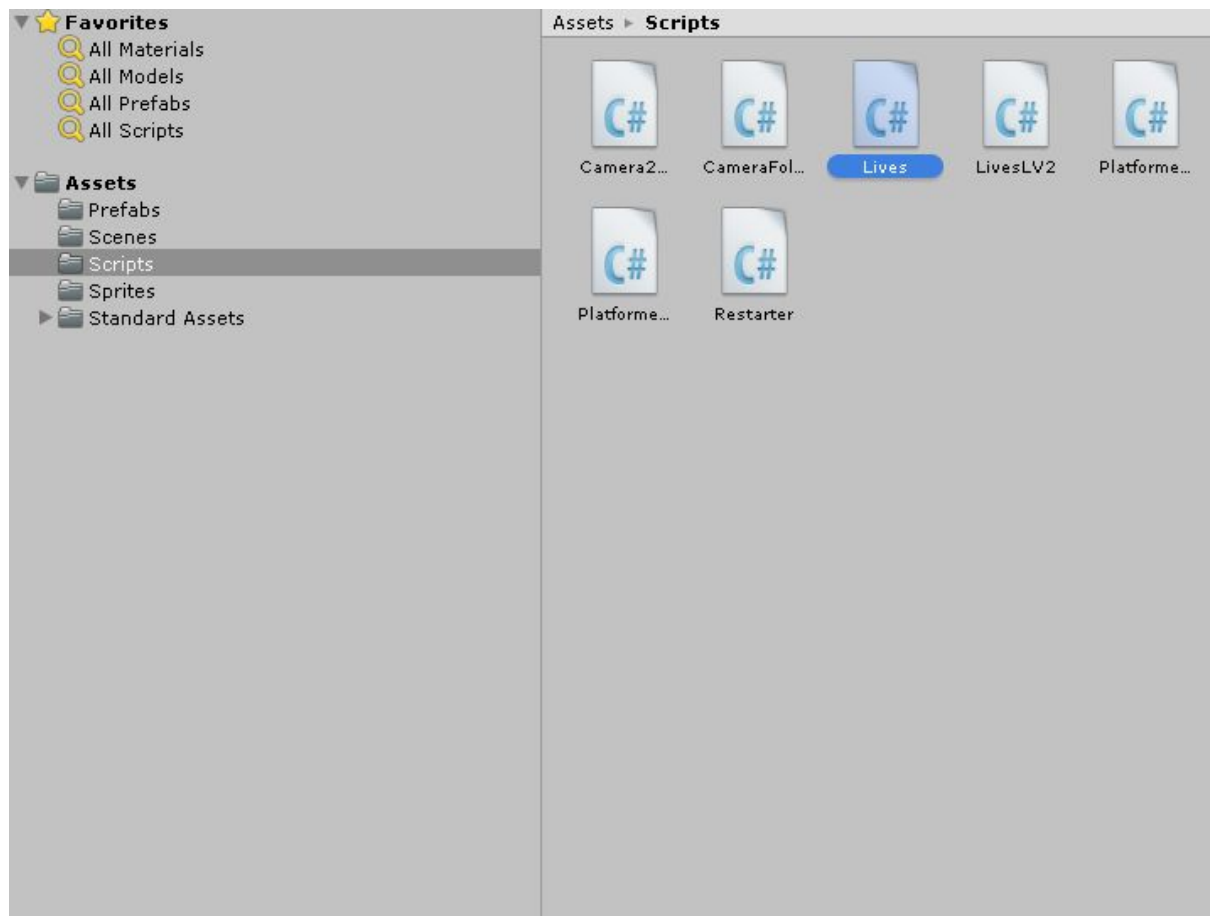 Favorites
All Materials
All Models
All Prefabs
All Scripts
Assets
Prefabs
Scenes
Scripts
Sprites
Standard Assets
Assets ▸ Scripts
C# C# C# C# C#
Camera2... CameraFol... Lives LivesLV2 Platforme...
C# C#
Platforme... Restarter